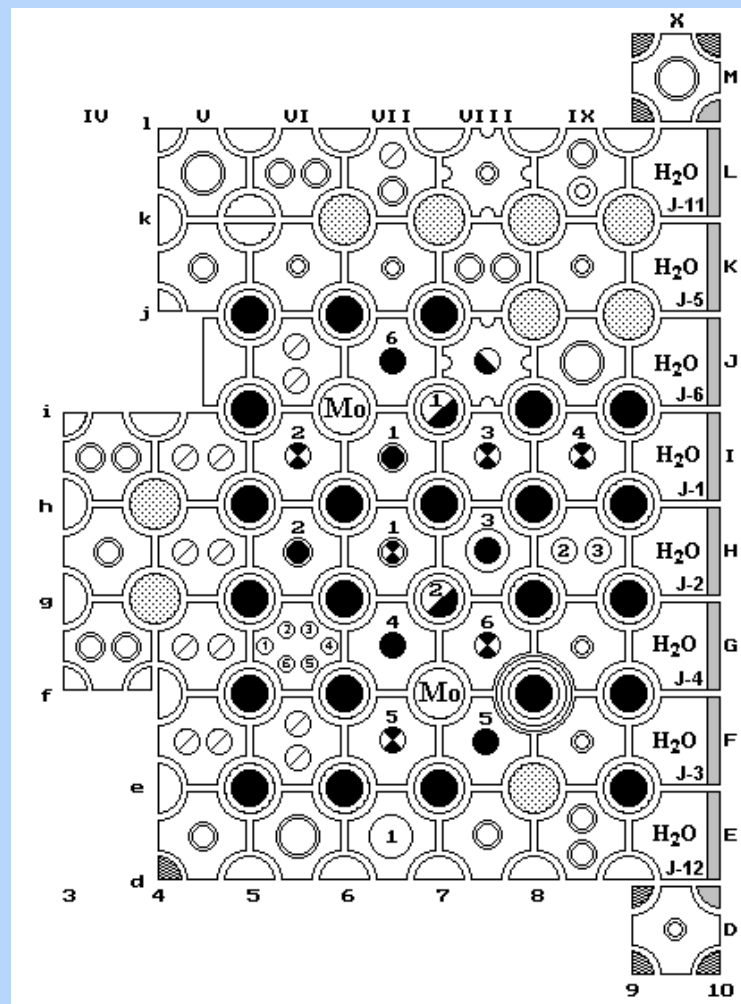 X
M
IV V VI VII VIII IX
l
H2O L
J-11
k
H2O K
J-5
j
6
H2O J
J-6
i Mo 1
2 1 3 4
H2O I
J-1
h
2 1 3
2 3 H2O H
J-2
g 2
4 6
2 3
1 4 H2O G
6 5
J-4
f Mo
5 5
H2O F
J-3
e
1 H2O E
J-12
d
3 4 5 6 7 8
D
9 10